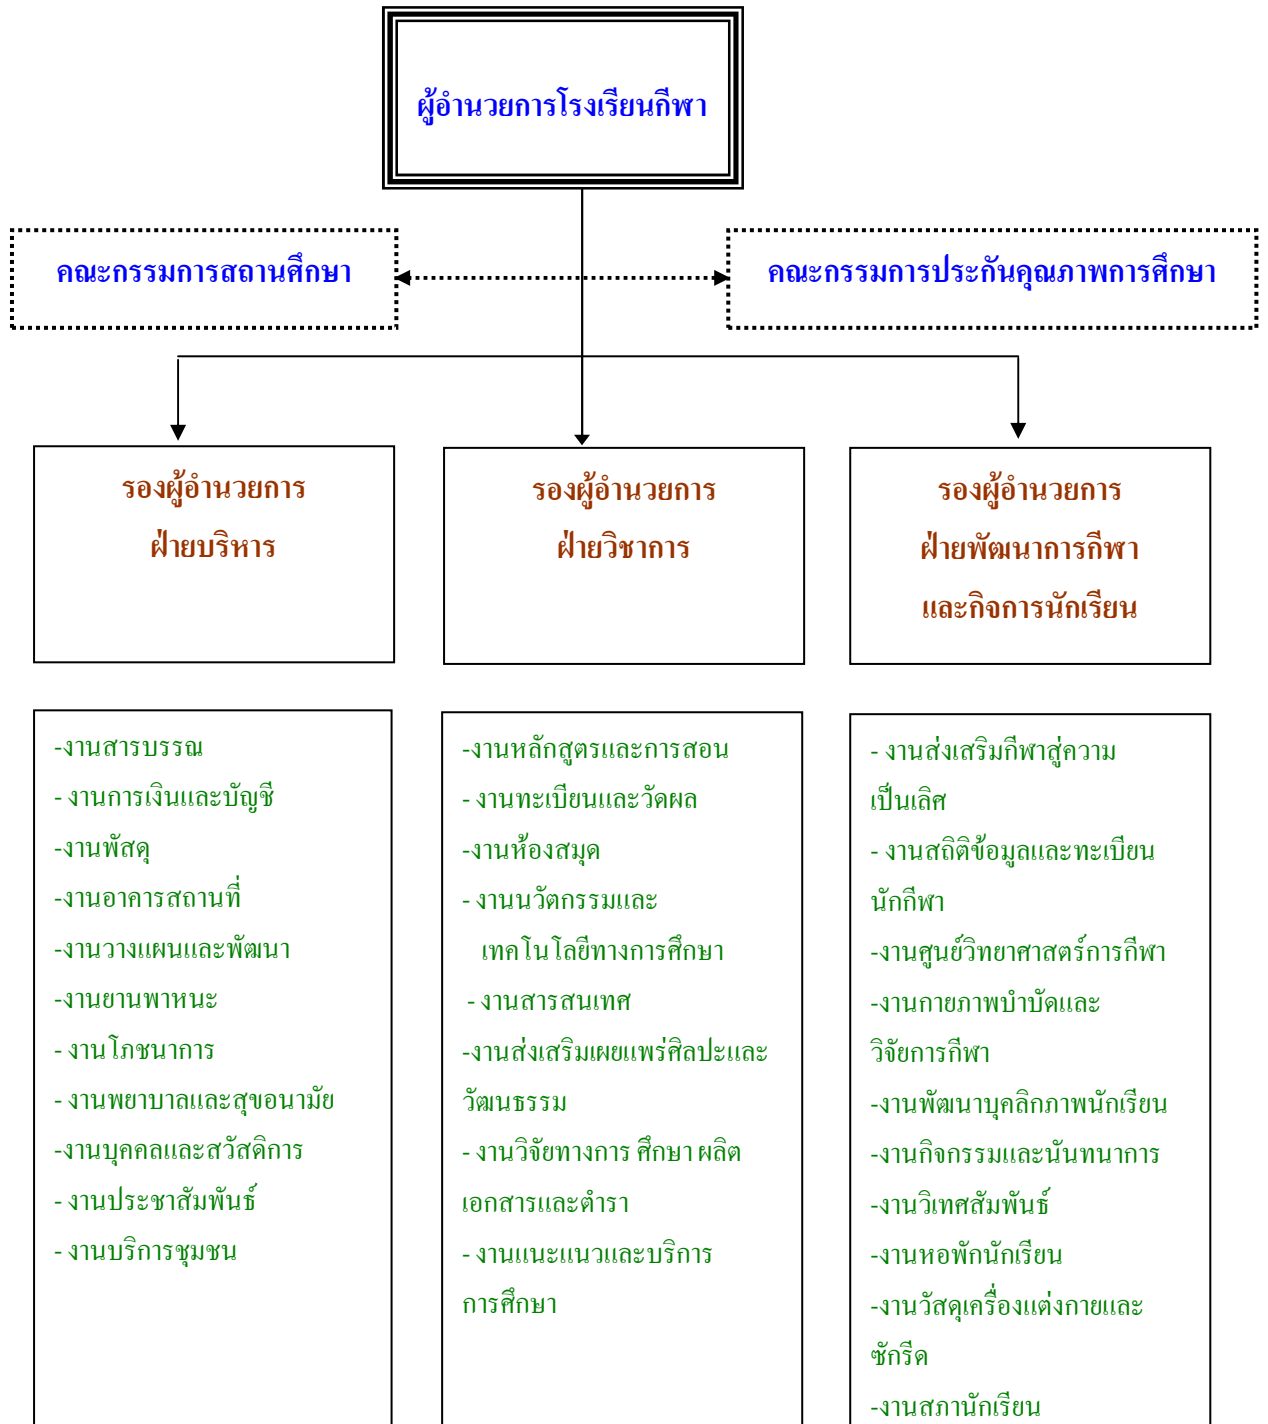 ผู้อำนวยการโรงเรียนกีฬา
คณะกรรมการสถานศึกษา
คณะกรรมการประกันคุณภาพการศึกษา
รองผู้อำนวยการ
ฝ่ายบริหาร
รองผู้อำนวยการ
ฝ่ายวิชาการ
รองผู้อำนวยการ
ฝ่ายพัฒนาการกีฬา
และกิจการนักเรียน
-งานสารบรรณ
- งานการเงินและบัญชี
-งานพัสดุ
-งานอาคารสถานที่
-งานวางแผนและพัฒนา
-งานยานพาหนะ
- งานโภชนาการ
- งานพยาบาลและสุขอนามัย
-งานบุคคลและสวัสดิการ
- งานประชาสัมพันธ์
- งานบริการชุมชน
-งานหลักสูตรและการสอน
- งานทะเบียนและวัดผล
-งานห้องสมุด
- งานนวัตกรรมและ
เทคโนโลยีทางการศึกษา
- งานสารสนเทศ
-งานส่งเสริมเผยแพร่ศิลปะและ
วัฒนธรรม
- งานวิจัยทางการ ศึกษา ผลิต
เอกสารและตำรา
- งานแนะแนวและบริการ
การศึกษา
- งานส่งเสริมกีฬาสู่ความ
เป็นเลิศ
- งานสถิติข้อมูลและทะเบียน
นักกีฬา
-งานศูนย์วิทยาศาสตร์การกีฬา
-งานกายภาพบำบัดและ
วิจัยการกีฬา
-งานพัฒนาบุคลิกภาพนักเรียน
-งานกิจกรรมและนันทนาการ
-งานวิเทศสัมพันธ์
-งานหอพักนักเรียน
-งานวัสดุเครื่องแต่งกายและ
ซักรีด
-งานสภานักเรียน